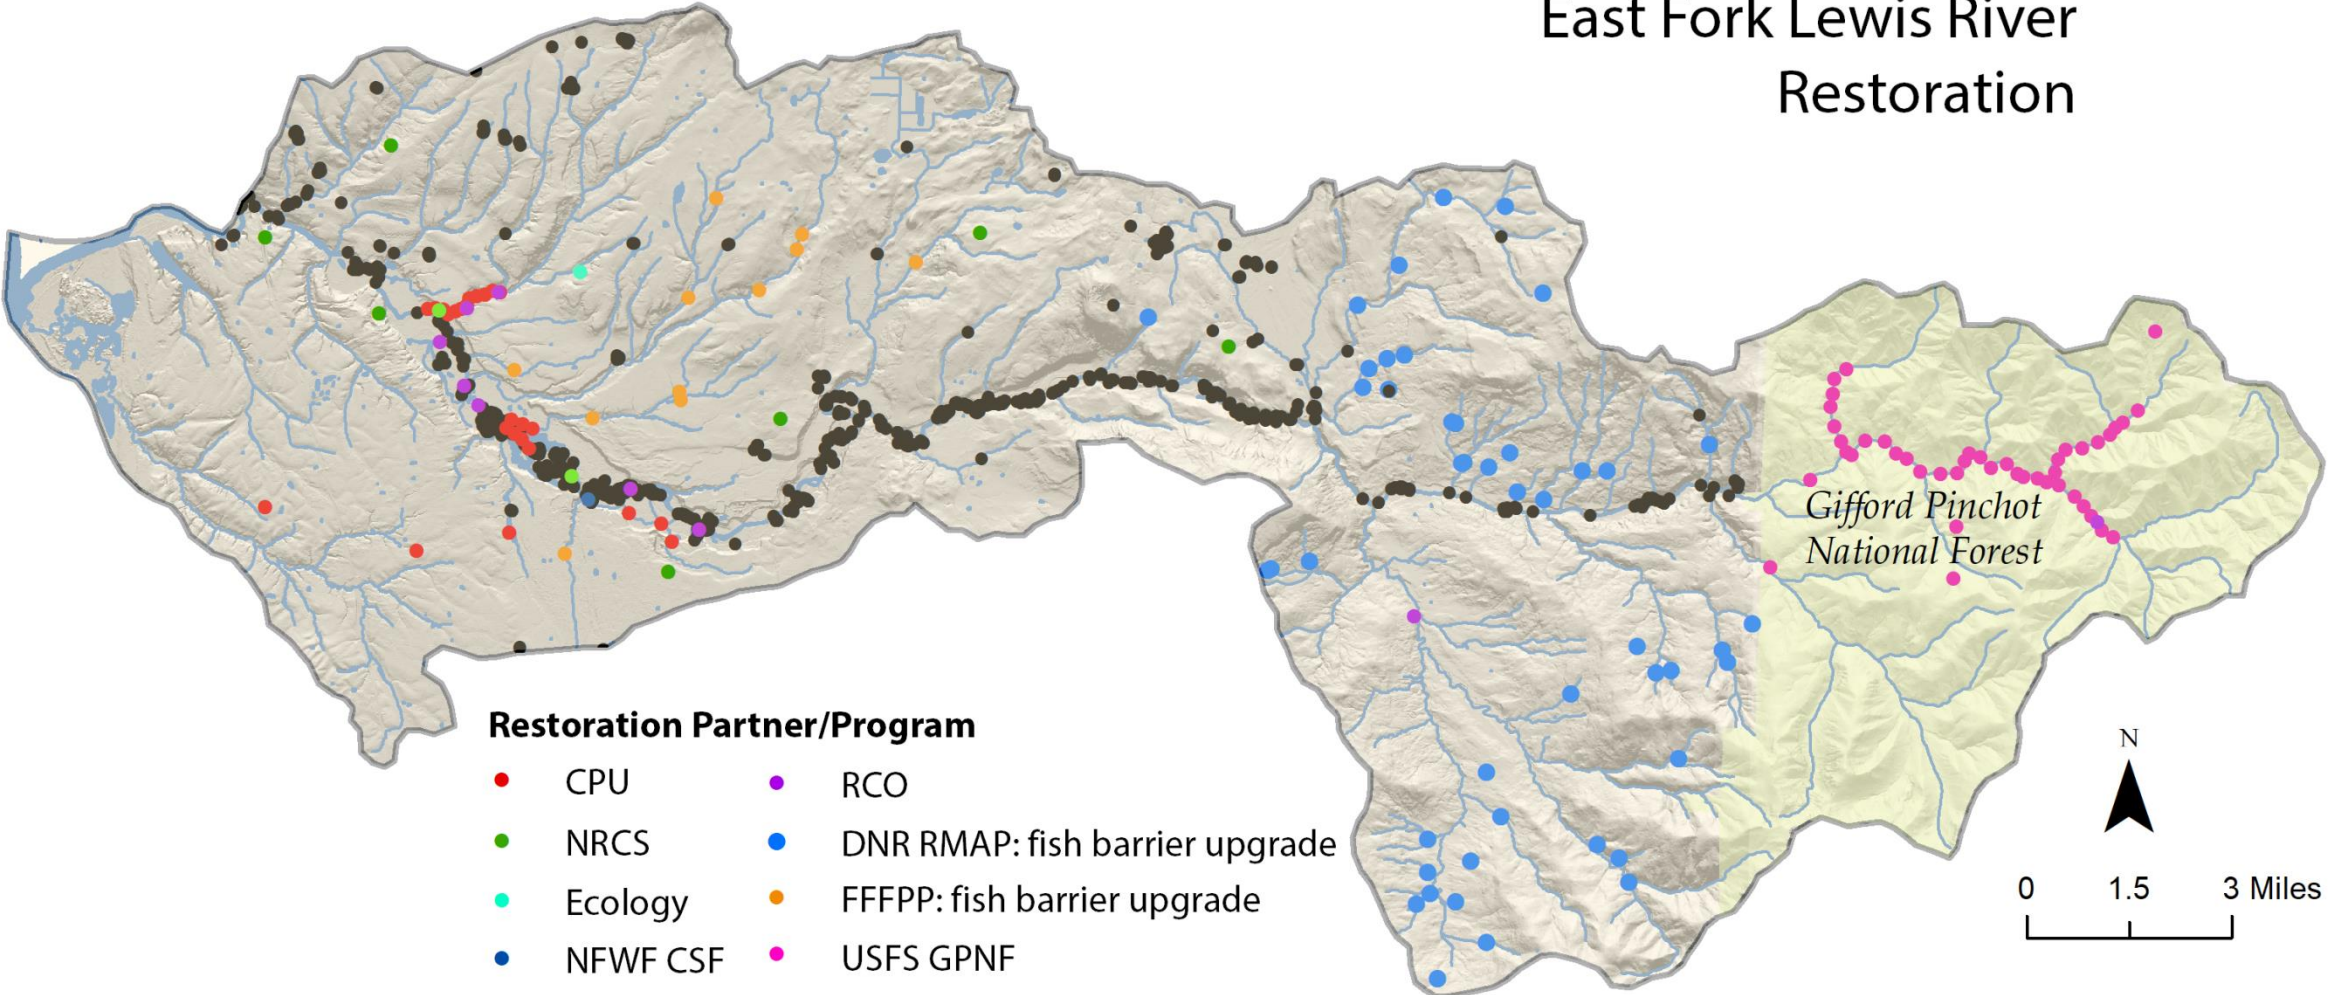 East Fork Lewis River
Restoration
Gifford Pinchot
National Forest
Restoration Partner/Program
CPU
NRCS
Ecology
NFWF CSF
RCO
DNR RMAP: fish barrier upgrade
FFFPP: fish barrier upgrade
USFS GPNF
N
0 1.5 3 Miles